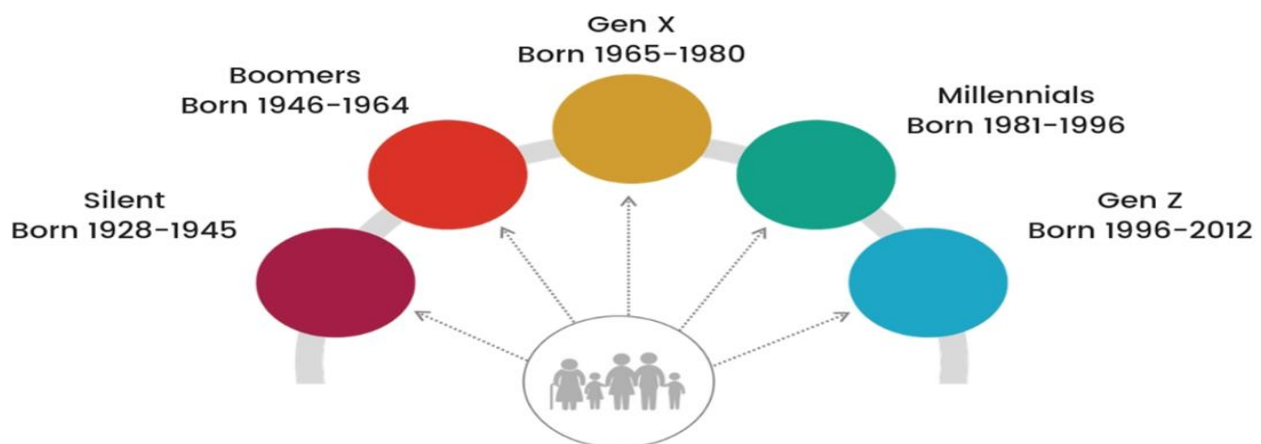 Gen X
Born 1965-1980
Boomers
Born 1946-1964
Millennials
Born 1981-1996
Silent
Born 1928-1945
Gen Z
Born 1996-2012